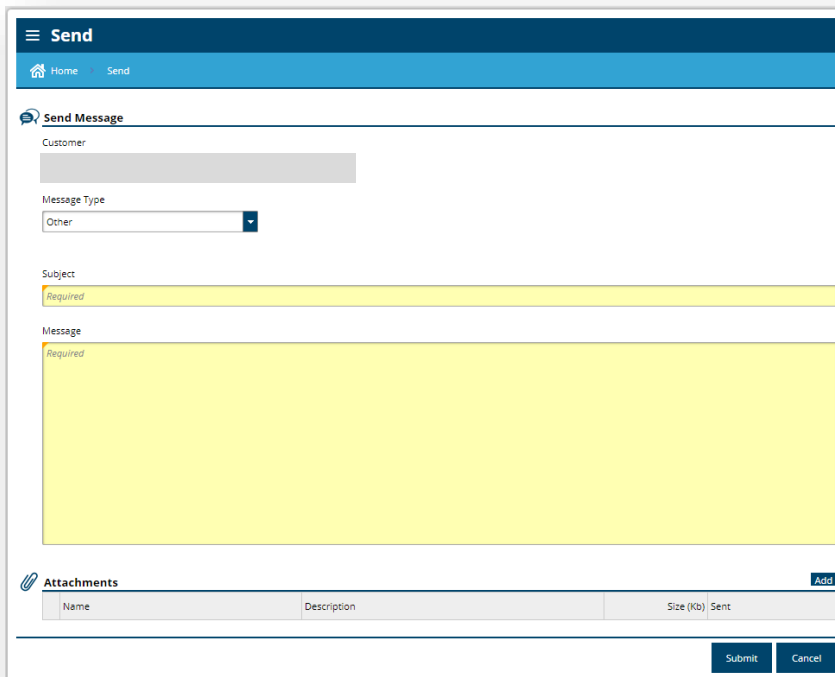 Send
Home Send
Send Message
Customer
Message Type
Other
Subject
Required
Message
Required
Attachments Add
Name Description Size (Kb) Sent
Submit Cancel